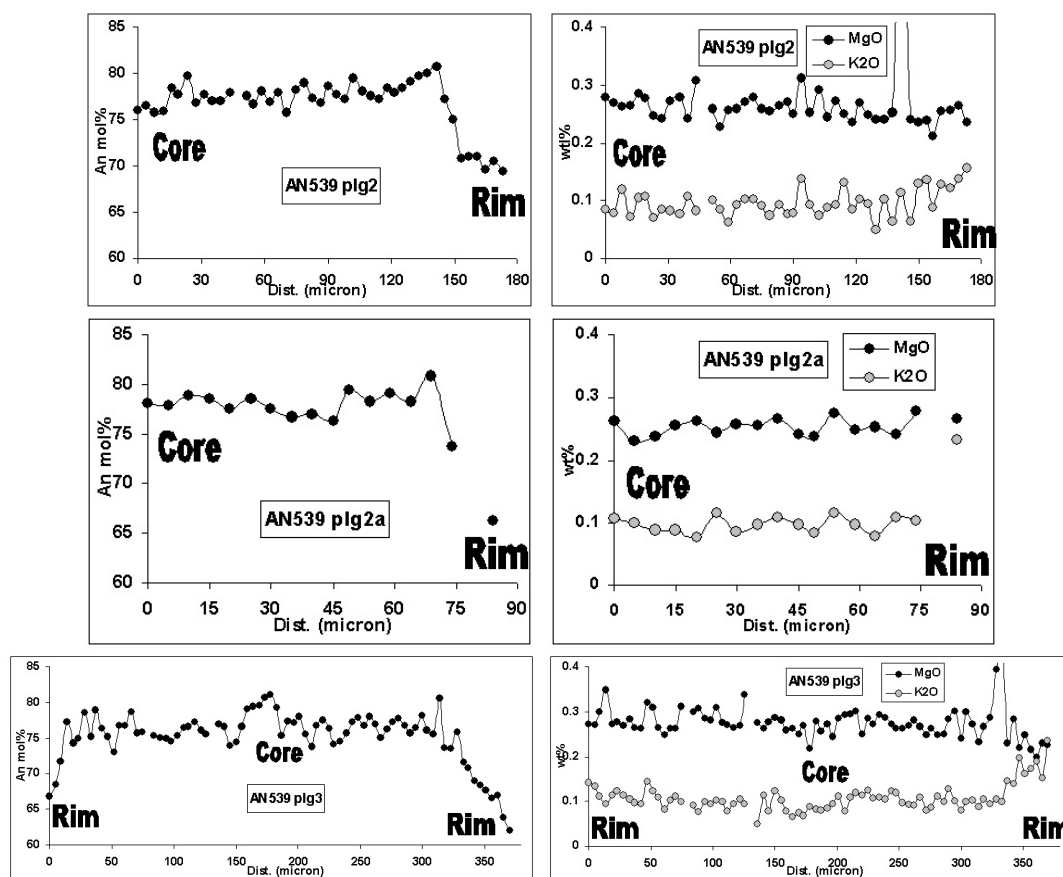 85
80
75
70
65
60
An mol%
Core
AN539 plg2
Rim
0 30 60 90 120 150 180
Dist. (micron)
0.4
0.3
0.2
0.1
0
wt%
AN539 plg2
MgO
K2O
Core
Rim
0 30 60 90 120 150 180
Dist. (micron)
85
80
75
70
65
60
An mol%
Core
AN539 plg2a
Rim
0 15 30 45 60 75 90
Dist. (micron)
0.4
0.3
0.2
0.1
0
wt%
AN539 plg2a
MgO
K2O
Core
Rim
0 15 30 45 60 75 90
Dist. (micron)
85
80
75
70
65
60
An mol%
Core
AN539 plg3
Rim
Rim
0 50 100 150 200 250 300 350
Dist. (micron)
0.4
0.3
0.2
0.1
0
wt%
AN539 plg3
MgO
K2O
Core
Rim
Rim
0 50 100 150 200 250 300 350
Dist. (micron)